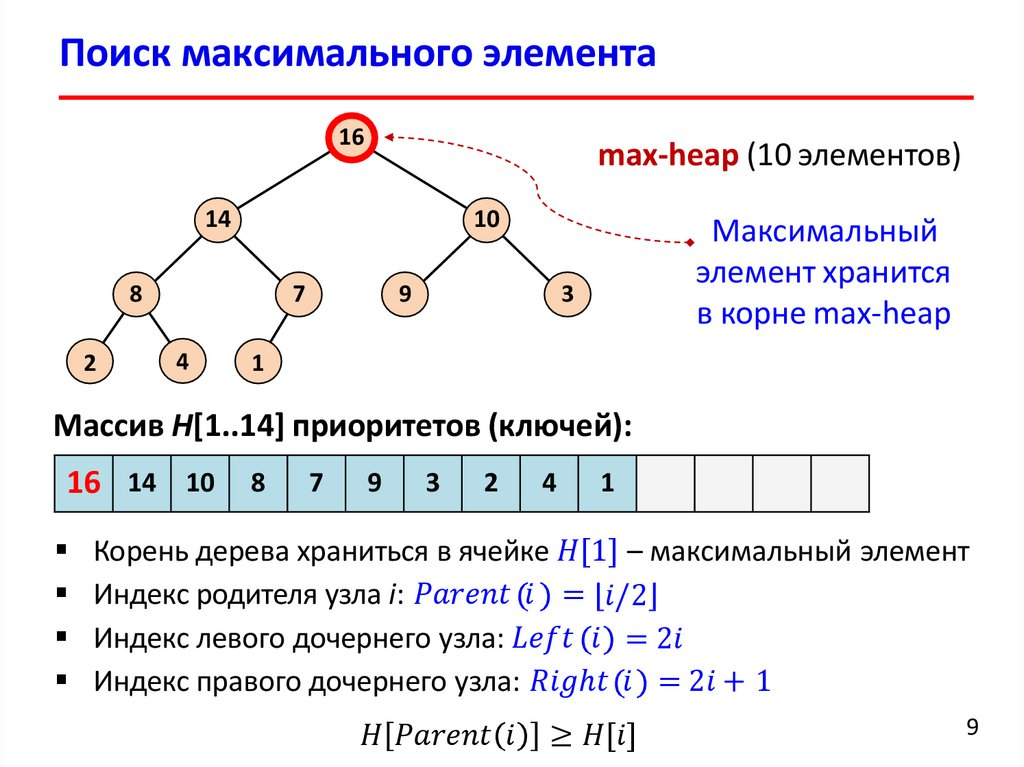 Поиск максимального элемента
16
max-heap (10 элементов)
14 10
Максимальный
элемент хранится
в корне max-heap
8 7 9 3
2 4 1
Массив H[1..14] приоритетов (ключей):
16 14 10 8 7 9 3 2 4 1
▪ Корень дерева храниться в ячейке H[1] – максимальный элемент
▪ Индекс родителя узла i: Parent(i) = ⌊i/2⌋
▪ Индекс левого дочернего узла: Left(i) = 2i
▪ Индекс правого дочернего узла: Right(i) = 2i + 1
H[Parent(i)] ≥ H[i]
9